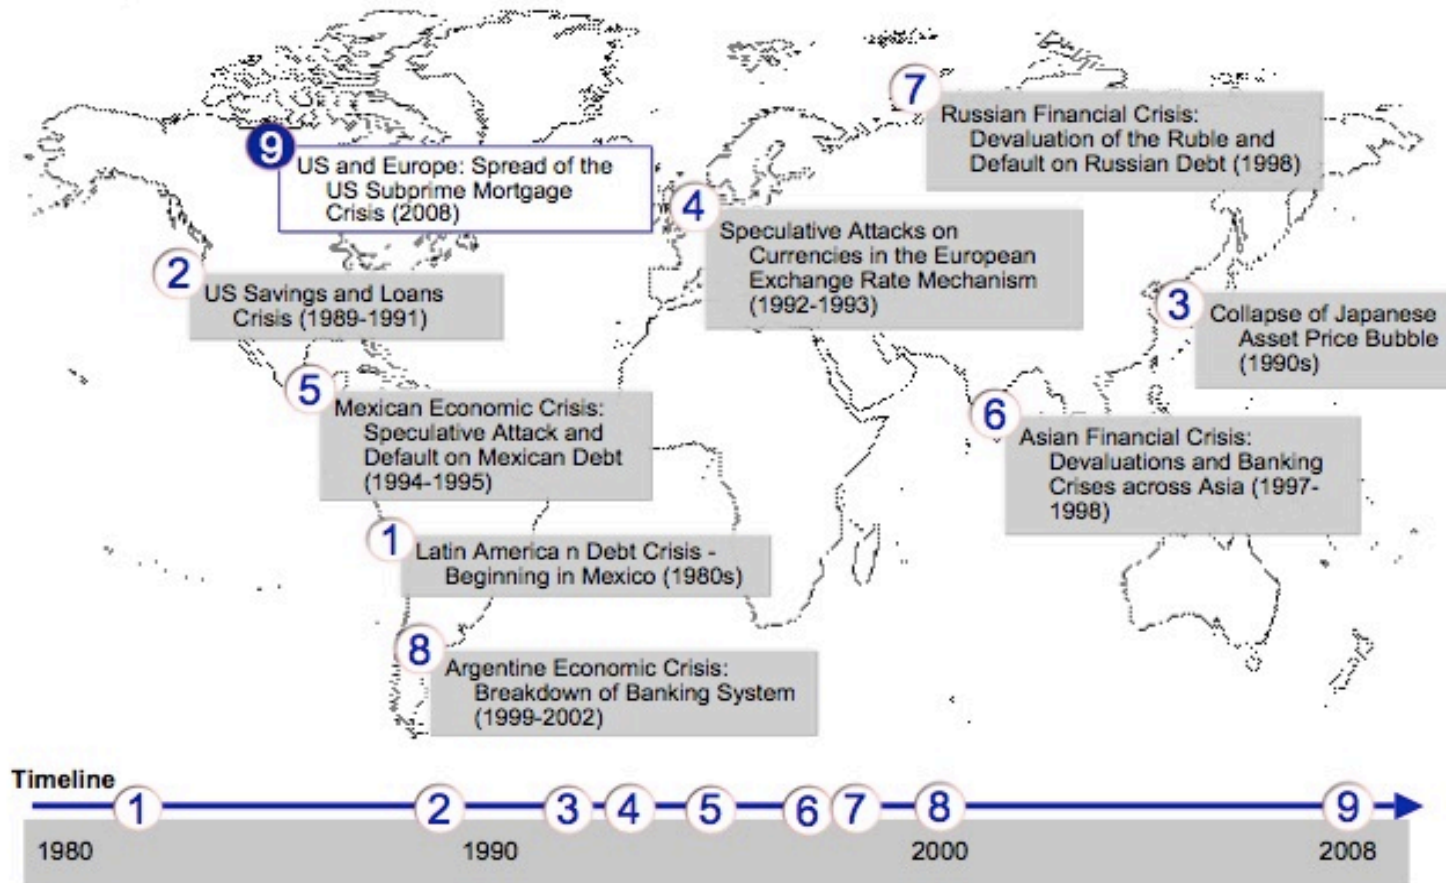 7
Russian Financial Crisis:
Devaluation of the Ruble and
Default on Russian Debt (1998)
9
US and Europe: Spread of the
US Subprime Mortgage
Crisis (2008)
4
Speculative Attacks on
Currencies in the European
Exchange Rate Mechanism
(1992-1993)
2
US Savings and Loans
Crisis (1989-1991)
3
Collapse of Japanese
Asset Price Bubble
(1990s)
5
Mexican Economic Crisis:
Speculative Attack and
Default on Mexican Debt
(1994-1995)
6
Asian Financial Crisis:
Devaluations and Banking
Crises across Asia (1997-
1998)
1
Latin America n Debt Crisis -
Beginning in Mexico (1980s)
8
Argentine Economic Crisis:
Breakdown of Banking System
(1999-2002)
Timeline
1 2 3 4 5 6 7 8 9
1980 1990 2000 2008